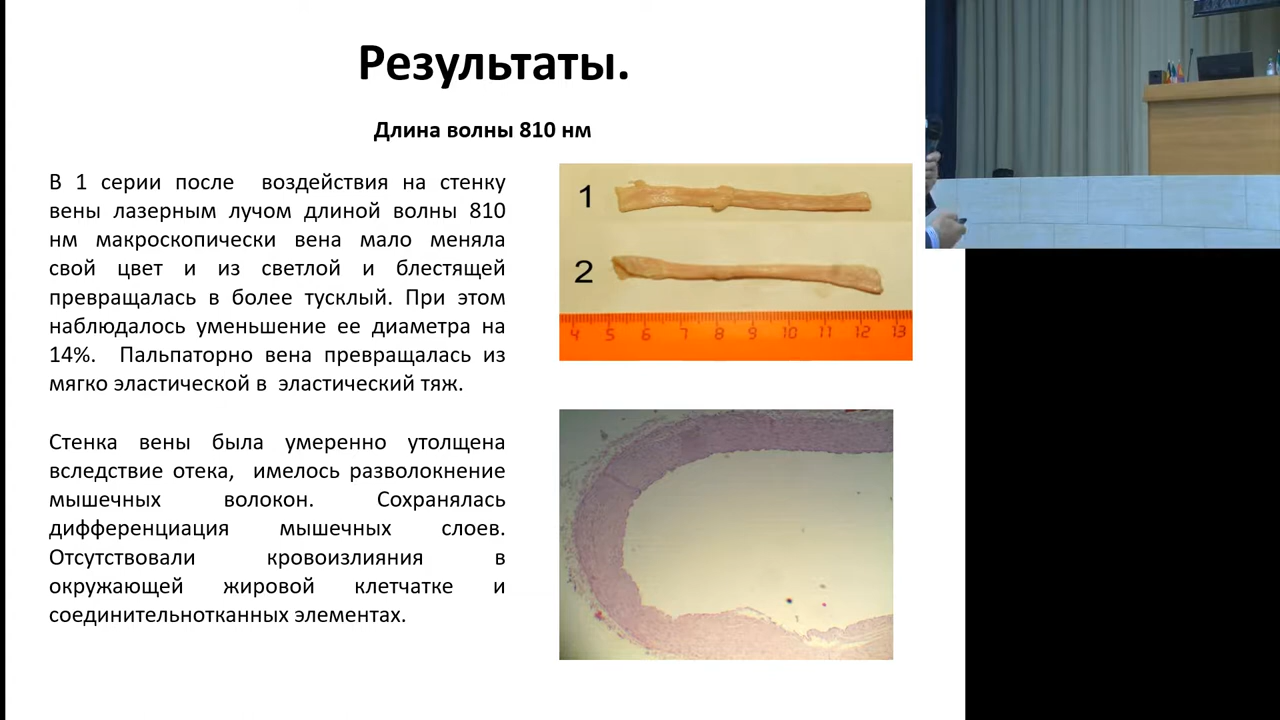 Результаты.
Длина волны 810 нм
В 1 серии после воздействия на стенку
вены лазерным лучом длиной волны 810
нм макроскопически вена мало меняла
свой цвет и из светлой и блестящей
превращалась в более тусклый. При этом
наблюдалось уменьшение ее диаметра на
14%. Пальпаторно вена превращалась из
мягко эластической в эластический тяж.
Стенка вены была умеренно утолщена
вследствие отека, имелось разволокнение
мышечных волокон. Сохранялась
дифференциация мышечных слоев.
Отсутствовали кровоизлияния в
окружающей жировой клетчатке и
соединительнотканных элементах.
1
2
4 5 6 7 8 9 10 11 12 13